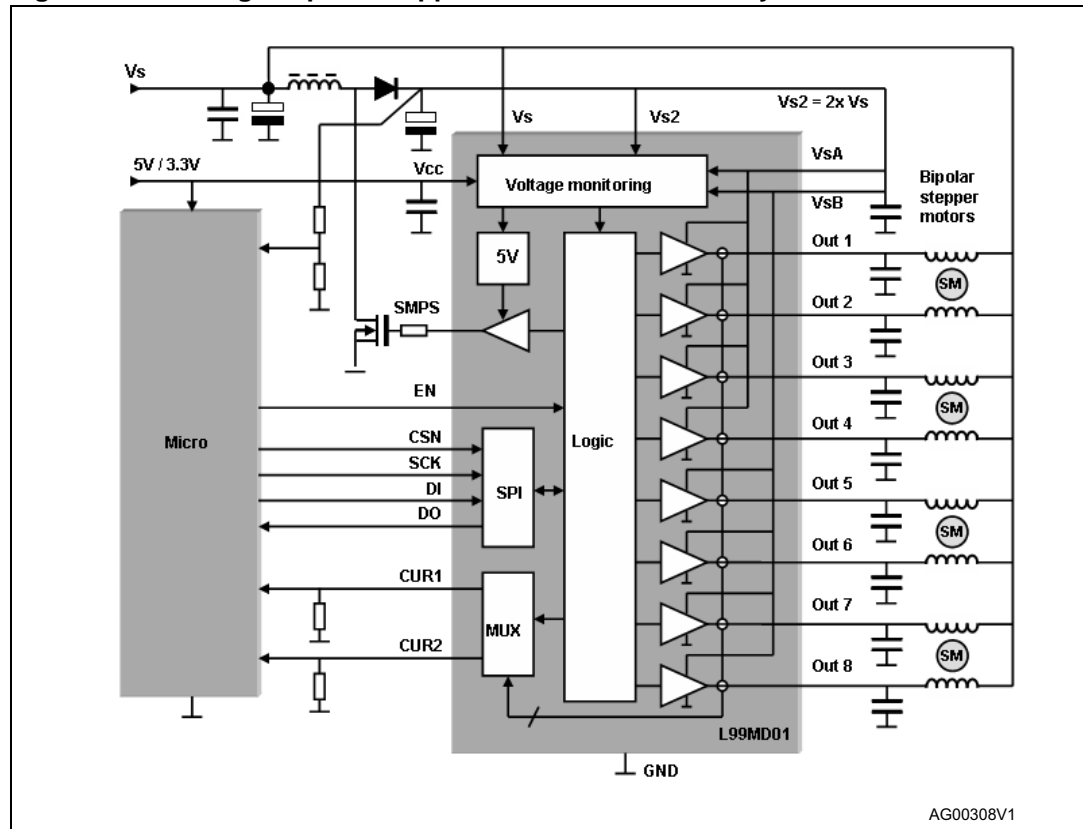 Vs
Vs2 = 2x Vs
Vs
Vs2
5V / 3.3V
Vcc
Voltage monitoring
VsA
VsB
Bipolar
stepper
motors
5V
SMPS
Out 1
SM
Out 2
Out 3
SM
Out 4
EN
Micro
Logic
CSN
SCK
DI
DO
SPI
Out 5
SM
Out 6
CUR1
MUX
CUR2
Out 7
SM
Out 8
L99MD01
GND
AG00308V1